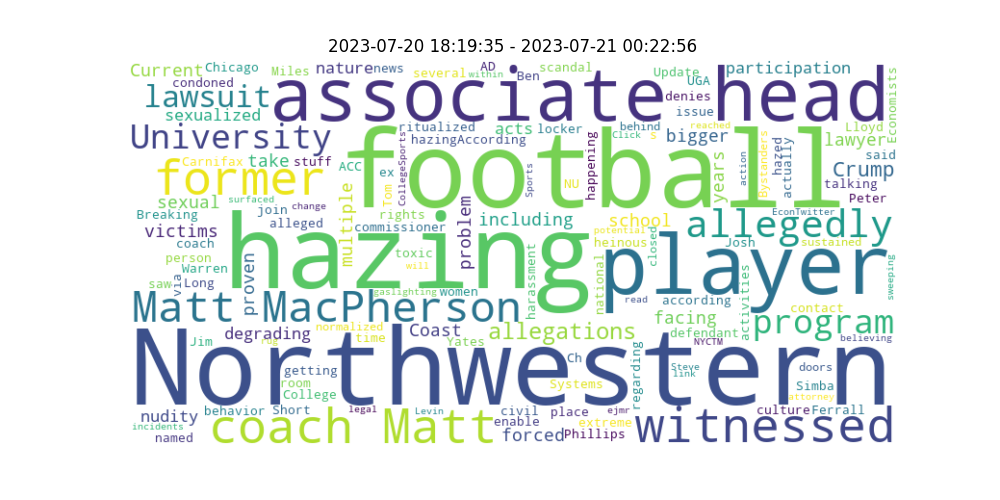 2023-07-20 18:19:35 - 2023-07-21 00:22:56
Current Chicago Miles nature news several within AD Ben scandal Update UGA participation Economists
condoned lawsuit associate head denies
sexualized issue
University ritualized acts locker behind Click s reached bigger Lloyd lawyer
hazingAccording CollegeSports football happening years action Bystanders hazed actually said
Carnifax take stuff ACC ex Tom Sports NU Crump
former talking
sexual surfaced multiple Peter
Breaking join change rights problem including school potential EconTwitter
victims alleged commissioner hazing heinous closed Josh allegedly
coach toxic sustained
person Warren proven will harassment national player activities sweeping
saw via Long gaslighting women read according
Matt MacPherson facing contact
degrading normalized Coast allegations defendant program
Jim time Yates NYCTM believing
rug Northwestern Ch regarding Steve doors
getting link
room Systems Simba
College attorney
nudity behavior Short legal Levin civil place ejmr culture Ferrall
incidents coach Matt enable extreme witnessed
named forced Phillips